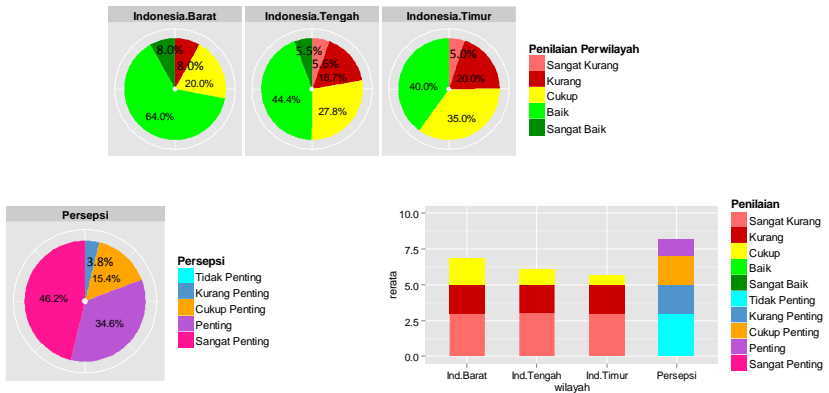 Indonesia.Barat
Indonesia.Tengah
Indonesia.Timur
8.0%
8.0%
20.0%
64.0%
5.5%
5.6%
16.7%
27.8%
44.4%
5.0%
20.0%
35.0%
40.0%
Penilaian Perwilayah
Sangat Kurang
Kurang
Cukup
Baik
Sangat Baik
Persepsi
3.8%
15.4%
34.6%
46.2%
Persepsi
Tidak Penting
Kurang Penting
Cukup Penting
Penting
Sangat Penting
rerata
10.0
7.5
5.0
2.5
0.0
Ind.Barat
Ind.Tengah
Ind.Timur
Persepsi
wilayah
Penilaian
Sangat Kurang
Kurang
Cukup
Baik
Sangat Baik
Tidak Penting
Kurang Penting
Cukup Penting
Penting
Sangat Penting